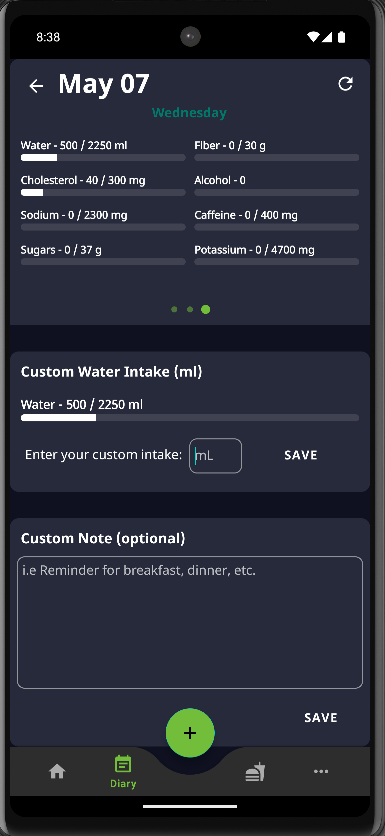 8:38
May 07
Wednesday
Water - 500 / 2250 ml
Fiber - 0 / 30 g
Cholesterol - 40 / 300 mg
Alcohol - 0
Sodium - 0 / 2300 mg
Caffeine - 0 / 400 mg
Sugars - 0 / 37 g
Potassium - 0 / 4700 mg
Custom Water Intake (ml)
Water - 500 / 2250 ml
Enter your custom intake: mL SAVE
Custom Note (optional)
i.e Reminder for breakfast, dinner, etc.
SAVE
+
Diary